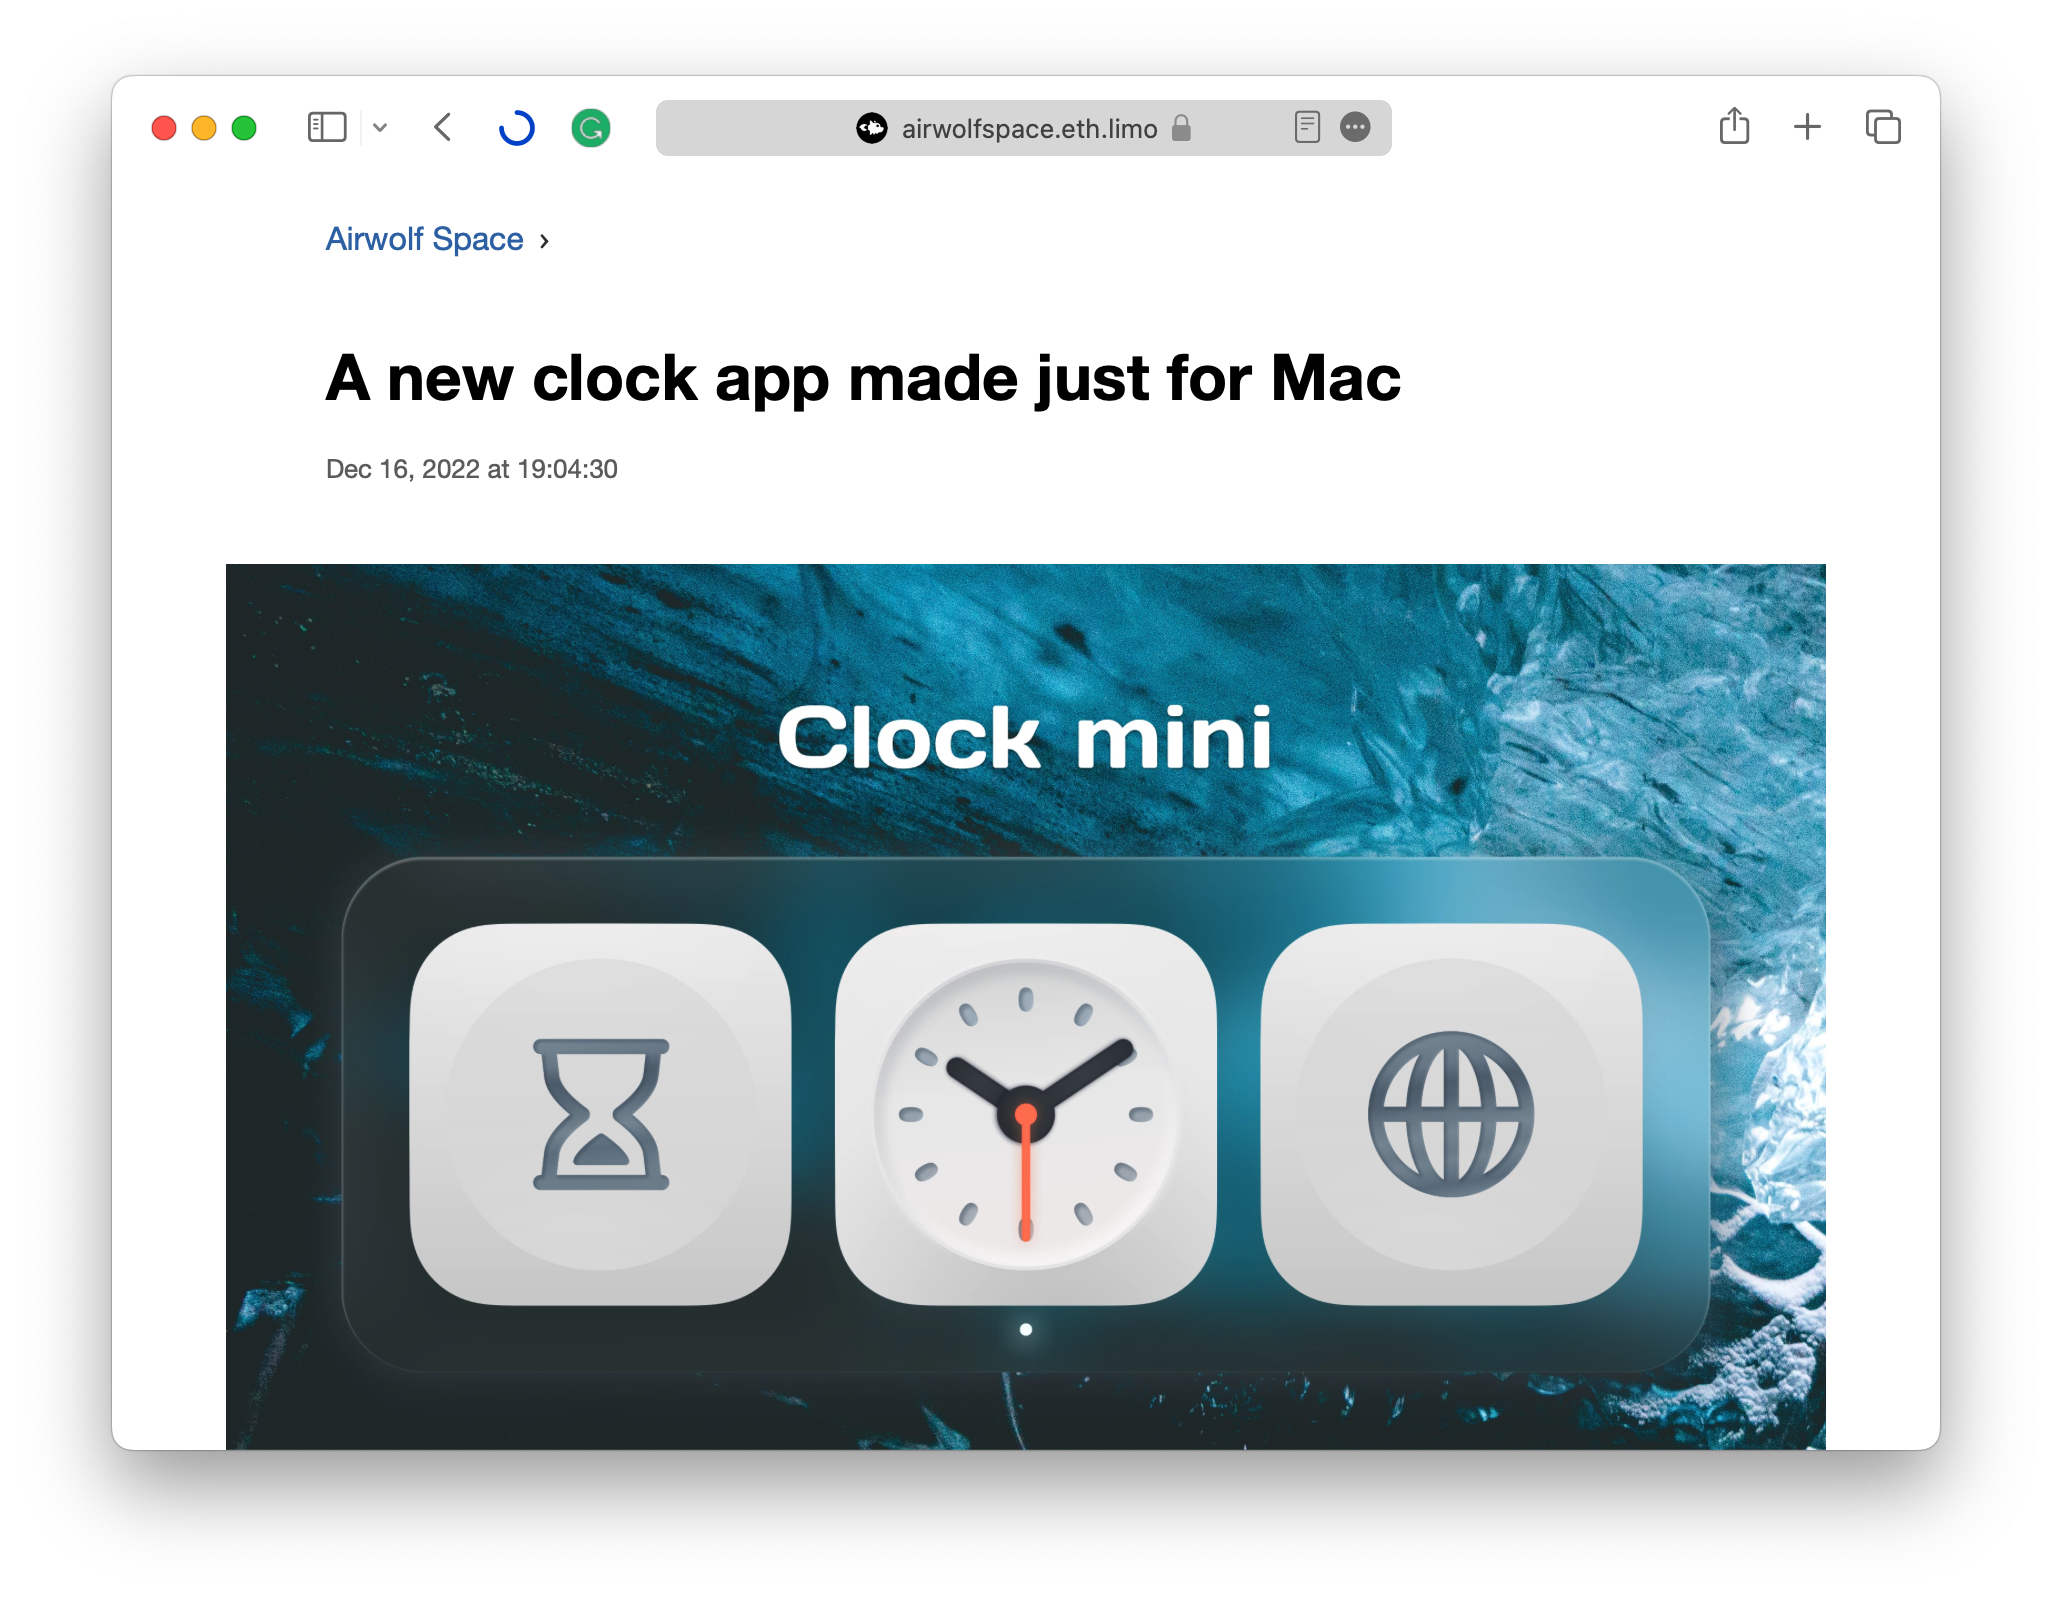 airwolfspace.eth.limo
Airwolf Space ›
A new clock app made just for Mac
Dec 16, 2022 at 19:04:30
Clock mini